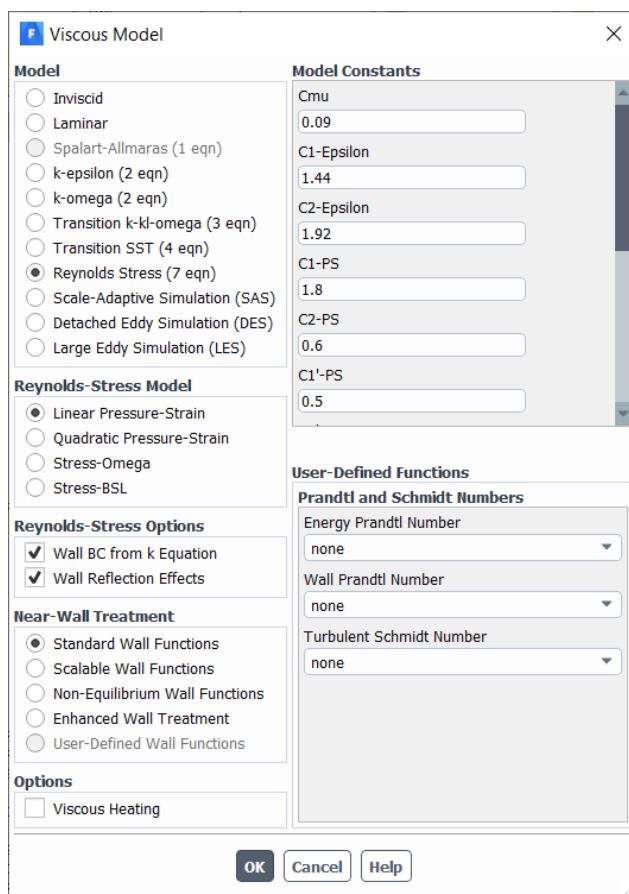 Viscous Model
Model
Inviscid
Laminar
Spalart-Allmaras (1 eqn)
k-epsilon (2 eqn)
k-omega (2 eqn)
Transition k-kl-omega (3 eqn)
Transition SST (4 eqn)
Reynolds Stress (7 eqn)
Scale-Adaptive Simulation (SAS)
Detached Eddy Simulation (DES)
Large Eddy Simulation (LES)
Reynolds-Stress Model
Linear Pressure-Strain
Quadratic Pressure-Strain
Stress-Omega
Stress-BSL
Reynolds-Stress Options
Wall BC from k Equation
Wall Reflection Effects
Near-Wall Treatment
Standard Wall Functions
Scalable Wall Functions
Non-Equilibrium Wall Functions
Enhanced Wall Treatment
User-Defined Wall Functions
Options
Viscous Heating
Model Constants
Cmu
0.09
C1-Epsilon
1.44
C2-Epsilon
1.92
C1-PS
1.8
C2-PS
0.6
C1'-PS
0.5
User-Defined Functions
Prandtl and Schmidt Numbers
Energy Prandtl Number
none
Wall Prandtl Number
none
Turbulent Schmidt Number
none
OK
Cancel
Help